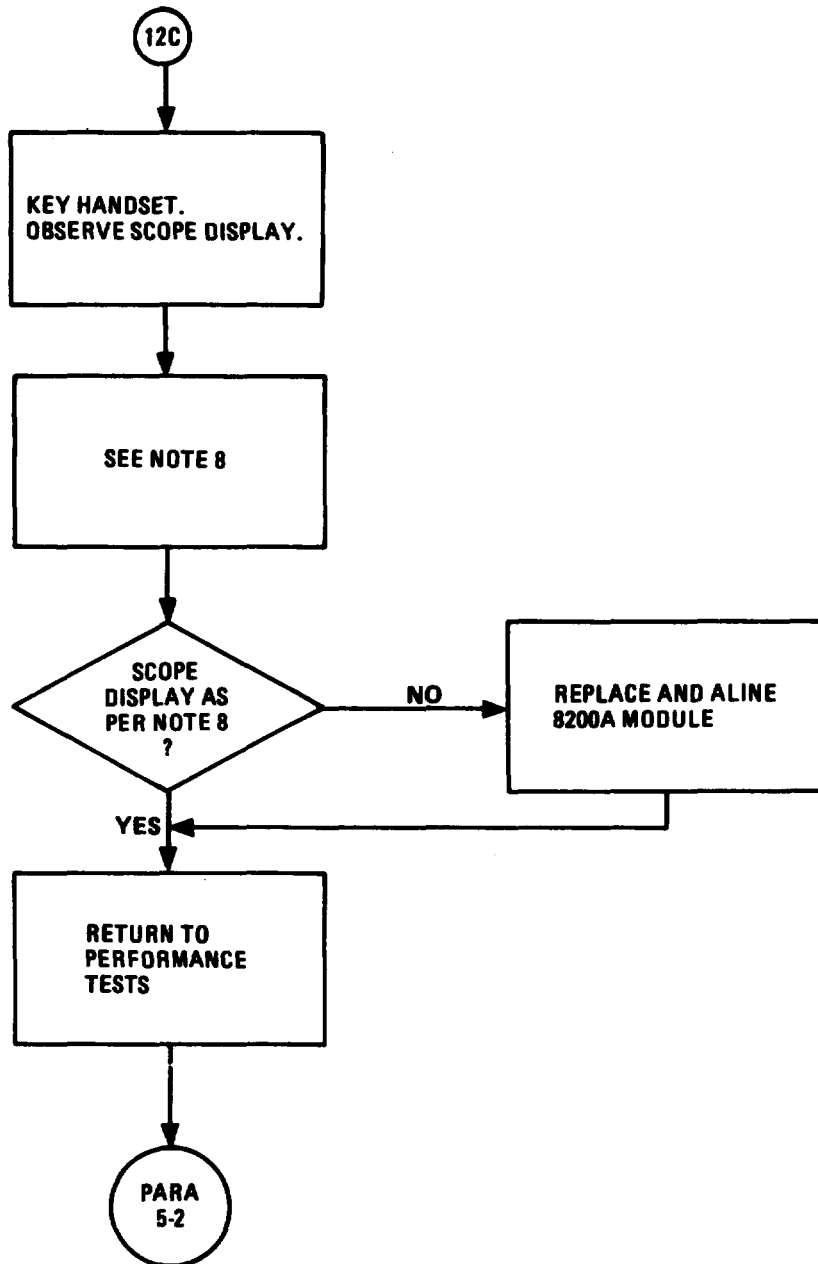 12C
KEY HANDSET.
OBSERVE SCOPE DISPLAY.
SEE NOTE 8
SCOPE
DISPLAY AS
PER NOTE 8
?
NO
REPLACE AND ALINE
8200A MODULE
YES
RETURN TO
PERFORMANCE
TESTS
PARA
5-2